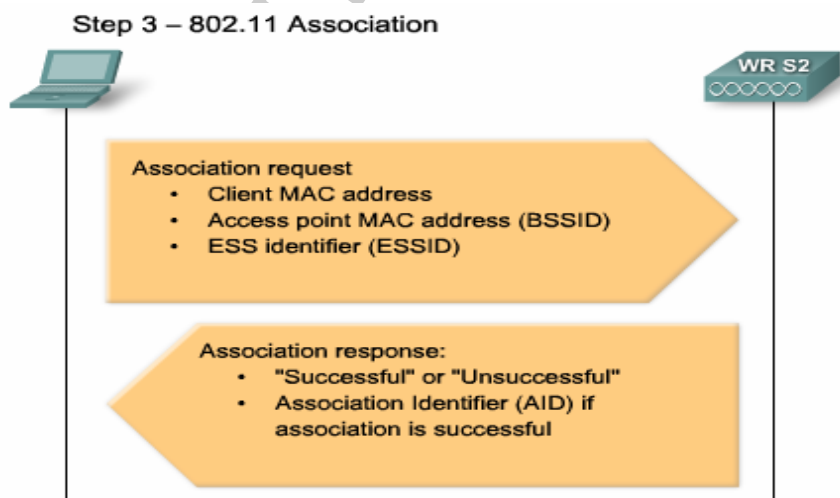 Step 3 – 802.11 Association
WR S2
Association request
• Client MAC address
• Access point MAC address (BSSID)
• ESS identifier (ESSID)
Association response:
• "Successful" or "Unsuccessful"
• Association Identifier (AID) if
association is successful